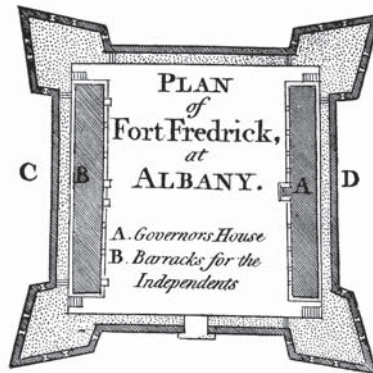 PLAN
of
Fort Fredrick,
at
ALBANY.
C
B
A
D
A. Governors House
B. Barracks for the
Independents